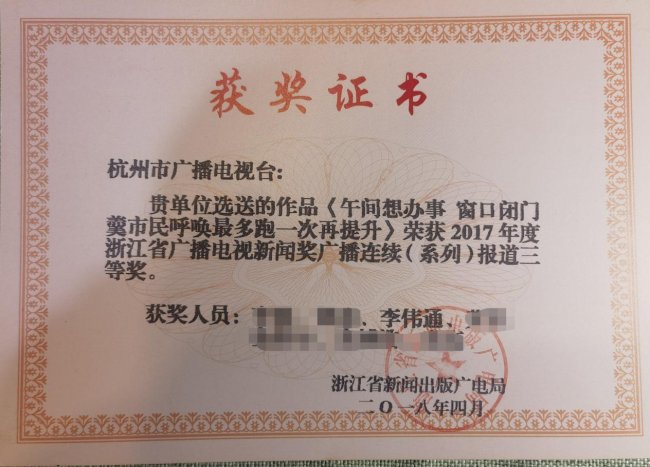 获奖证书
杭州市广播电视台：
贵单位选送的作品《午间想办事 窗口闭门
羹市民呼唤最多跑一次再提升》荣获2017年度
浙江省广播电视新闻奖广播连续（系列）报道三
等奖。
获奖人员： 、李伟通、
浙江省新闻出版广电局
二〇一八年四月